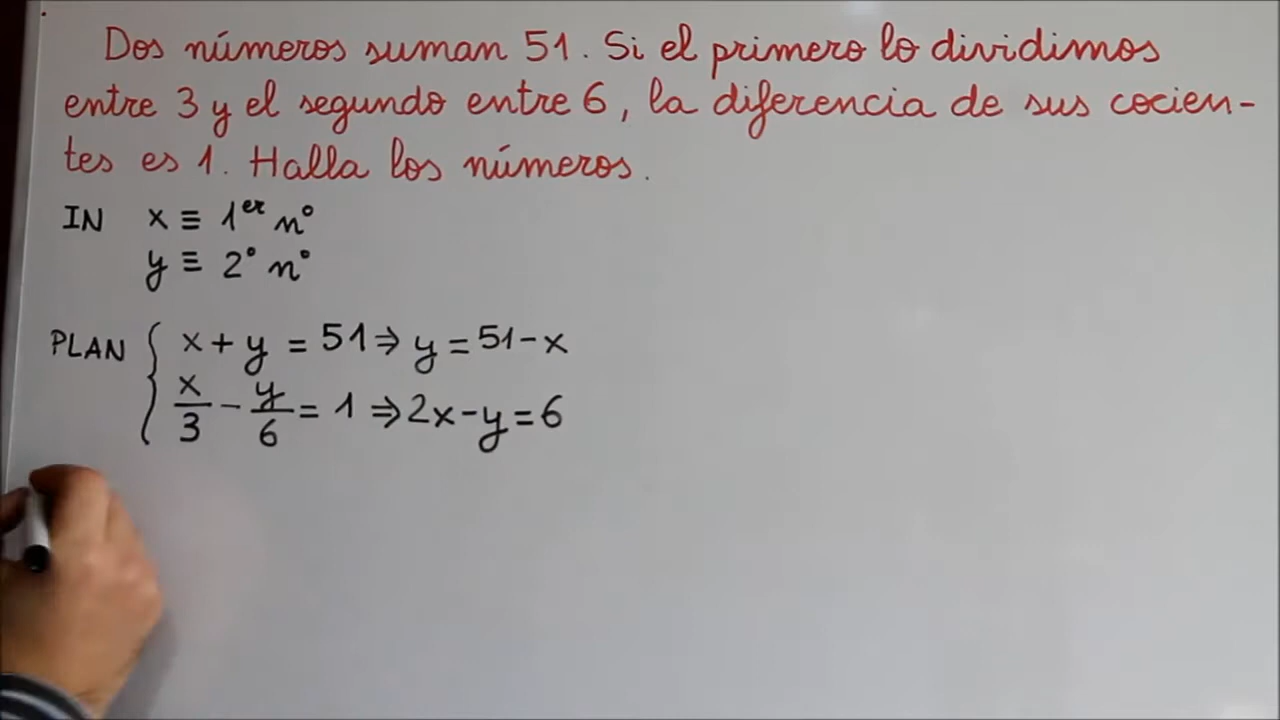 Dos números suman 51. Si el primero lo dividimos
entre 3 y el segundo entre 6, la diferencia de sus cocien-
tes es 1. Halla los números.
IN x ≡ 1er nº
y ≡ 2º nº
PLAN { x + y = 51 ⇒ y = 51 - x
x/3 - y/6 = 1 ⇒ 2x - y = 6